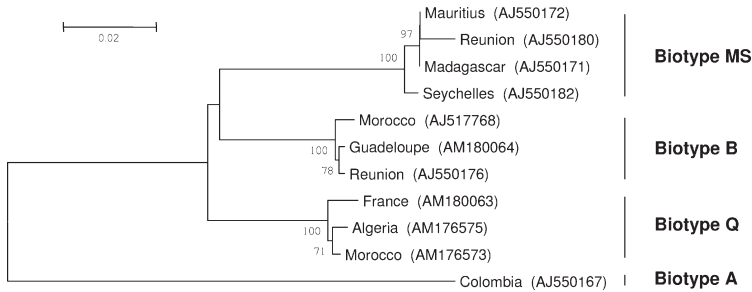 Mauritius (AJ550172)
0.02
97
Reunion (AJ550180)
Biotype MS
100
Madagascar (AJ550171)
Seychelles (AJ550182)
Morocco (AJ517768)
100
Guadeloupe (AM180064)
Biotype B
78
Reunion (AJ550176)
France (AM180063)
100
Algeria (AM176575)
Biotype Q
71
Morocco (AM176573)
Colombia (AJ550167)
Biotype A